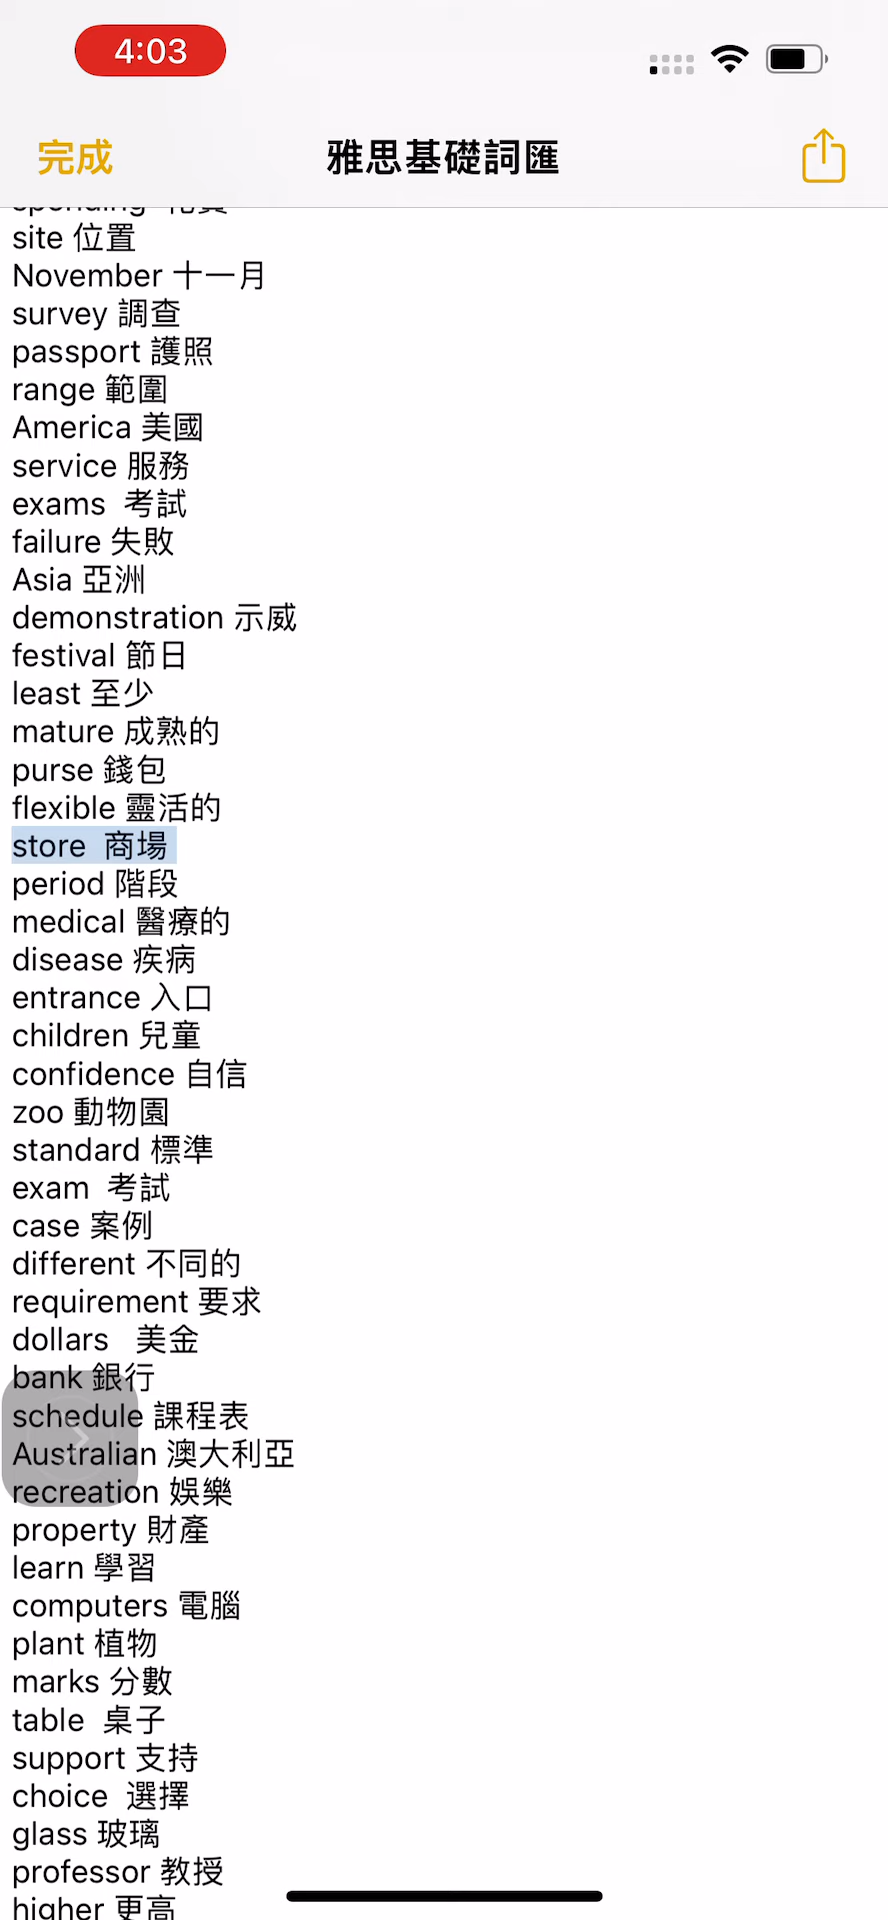 4:03
完成 雅思基礎詞匯
site 位置
November 十一月
survey 調查
passport 護照
range 範圍
America 美國
service 服務
exams  考試
failure 失敗
Asia 亞洲
demonstration 示威
festival 節日
least 至少
mature 成熟的
purse 錢包
flexible 靈活的
store  商場
period 階段
medical 醫療的
disease 疾病
entrance 入口
children 兒童
confidence 自信
zoo 動物園
standard 標準
exam  考試
case 案例
different 不同的
requirement 要求
dollars   美金
bank 銀行
schedule 課程表
Australian 澳大利亞
recreation 娛樂
property 財產
learn 學習
computers 電腦
plant 植物
marks 分數
table  桌子
support 支持
choice  選擇
glass 玻璃
professor 教授
higher 更高